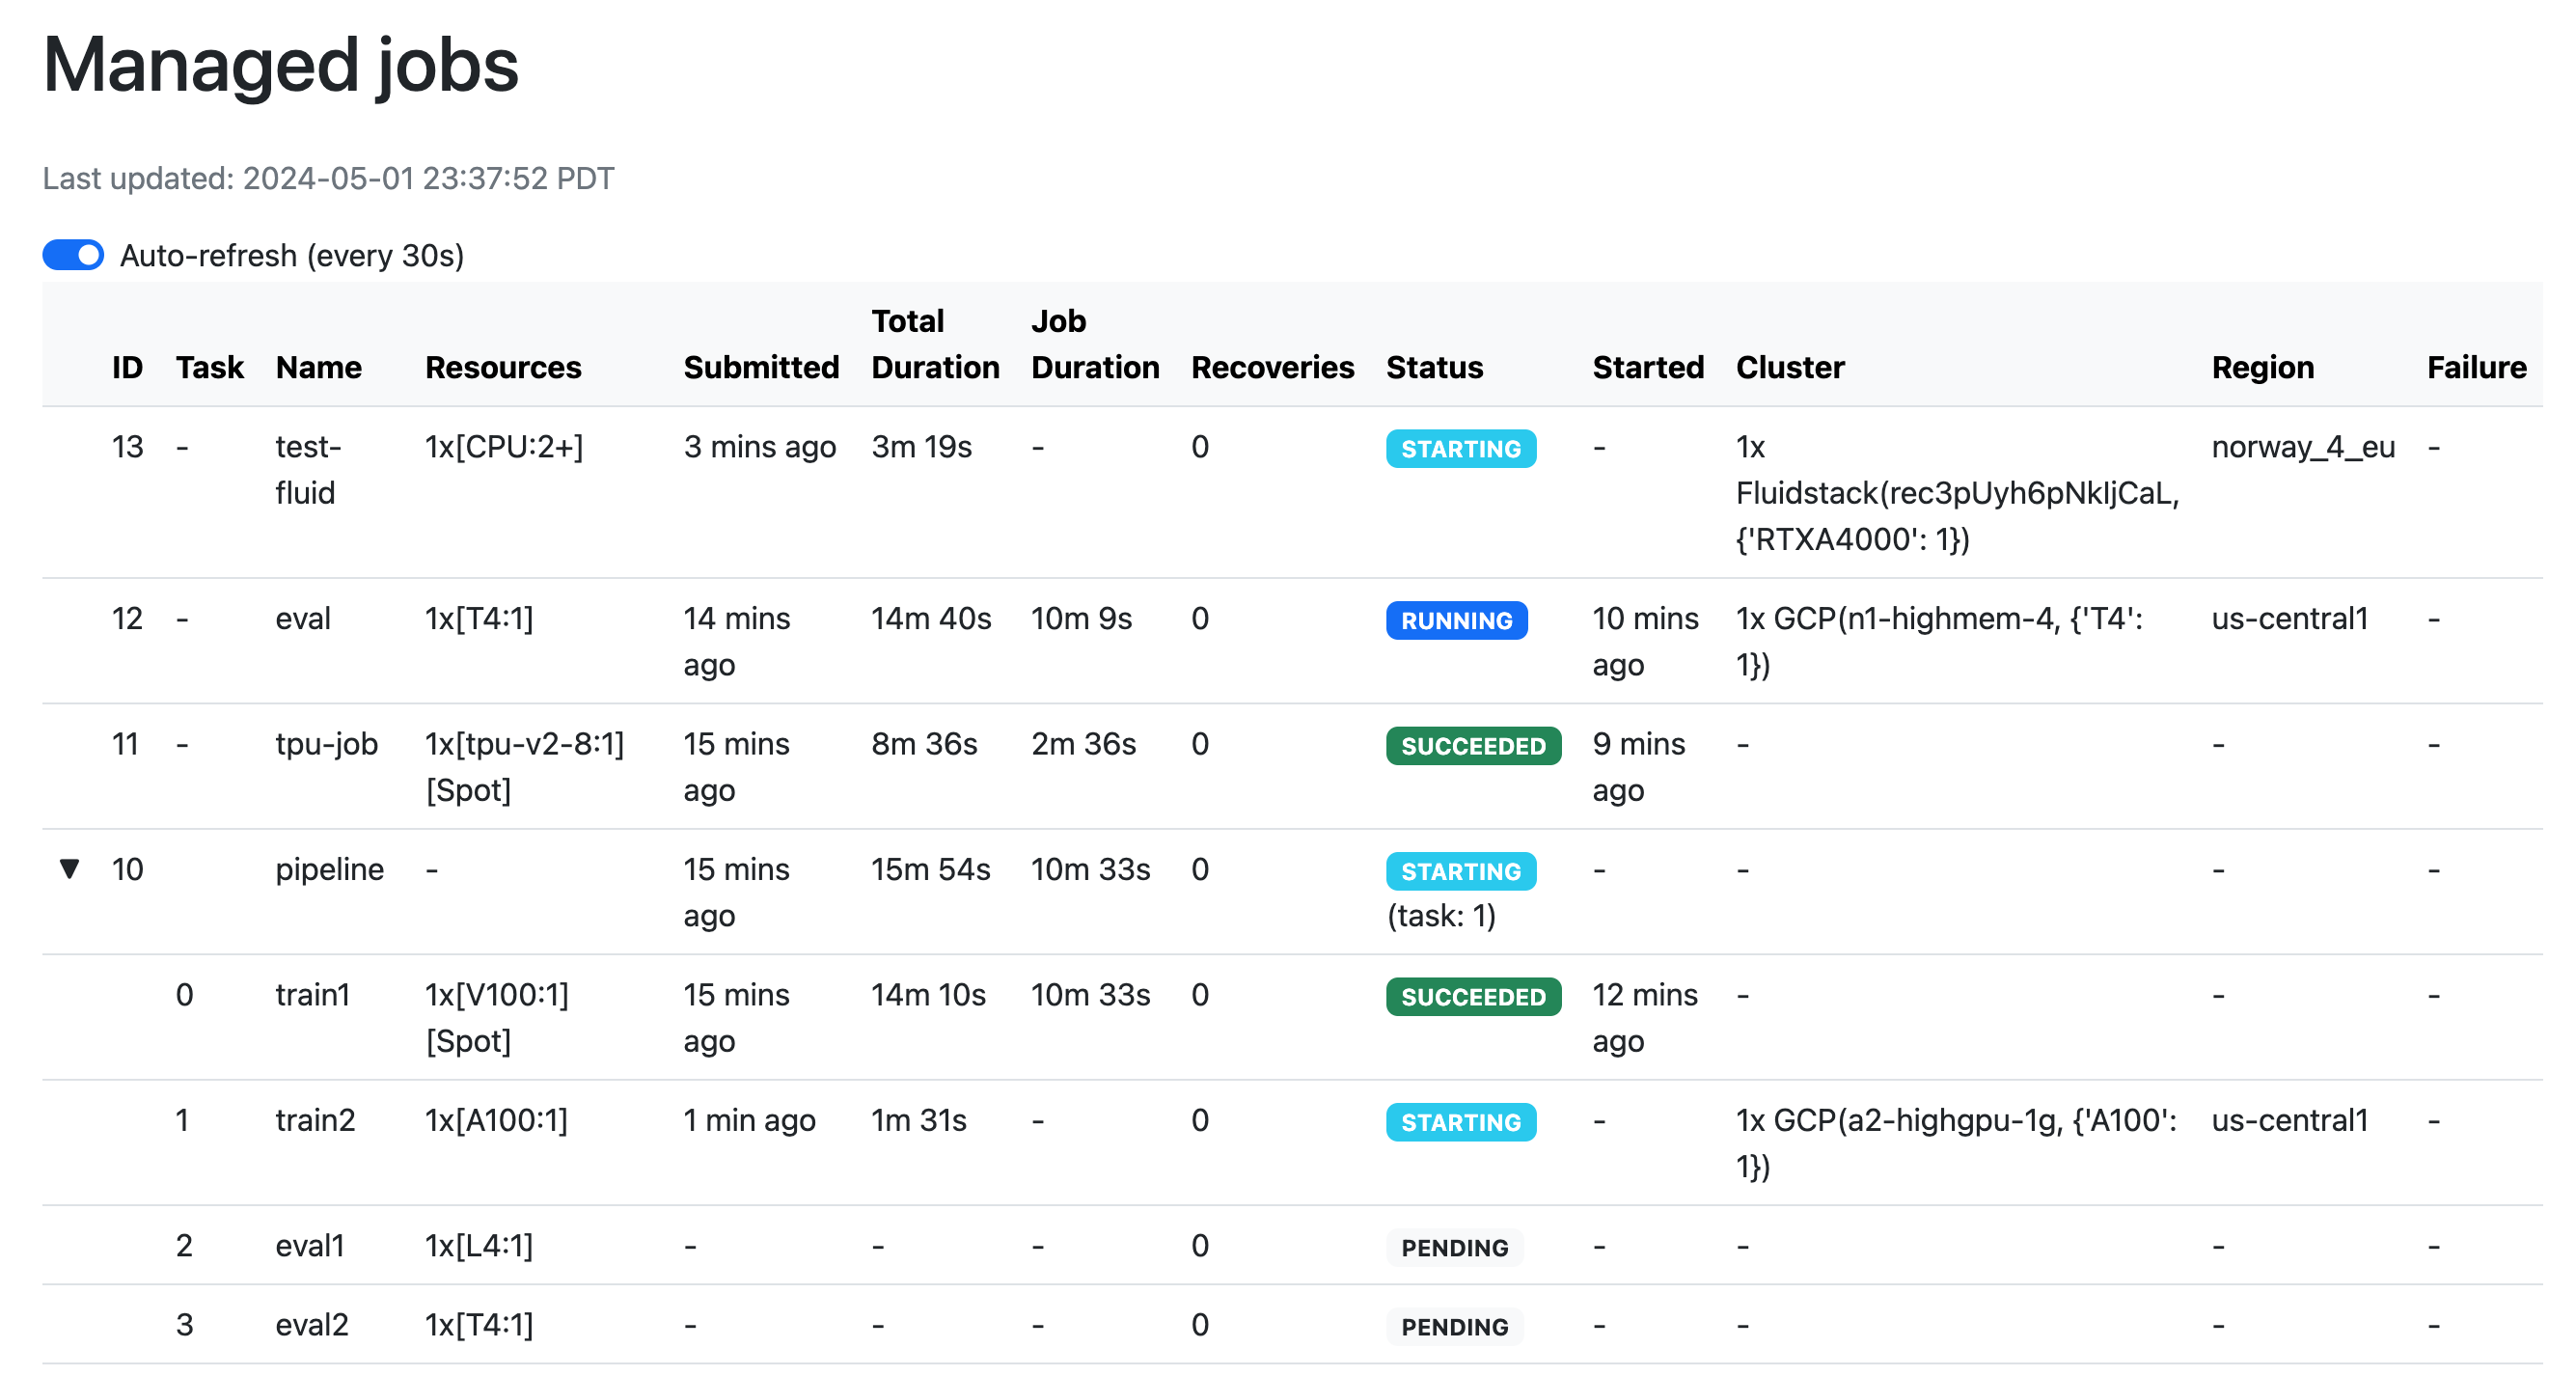 Managed jobs
Last updated: 2024-05-01 23:37:52 PDT
Auto-refresh (every 30s)
ID Task Name Resources Submitted Total Duration Job Duration Recoveries Status Started Cluster Region Failure
13 - test-fluid 1x[CPU:2+] 3 mins ago 3m 19s - 0 STARTING - 1x Fluidstack(rec3pUyh6pNkIjCaL, {'RTXA4000': 1}) norway_4_eu -
12 - eval 1x[T4:1] 14 mins ago 14m 40s 10m 9s 0 RUNNING 10 mins ago 1x GCP(n1-highmem-4, {'T4': 1}) us-central1 -
11 - tpu-job 1x[tpu-v2-8:1][Spot] 15 mins ago 8m 36s 2m 36s 0 SUCCEEDED 9 mins ago - - -
▼ 10 pipeline - 15 mins ago 15m 54s 10m 33s 0 STARTING (task: 1) - - - -
0 train1 1x[V100:1][Spot] 15 mins ago 14m 10s 10m 33s 0 SUCCEEDED 12 mins ago - - -
1 train2 1x[A100:1] 1 min ago 1m 31s - 0 STARTING - 1x GCP(a2-highgpu-1g, {'A100': 1}) us-central1 -
2 eval1 1x[L4:1] - - - 0 PENDING - - - -
3 eval2 1x[T4:1] - - - 0 PENDING - - - -